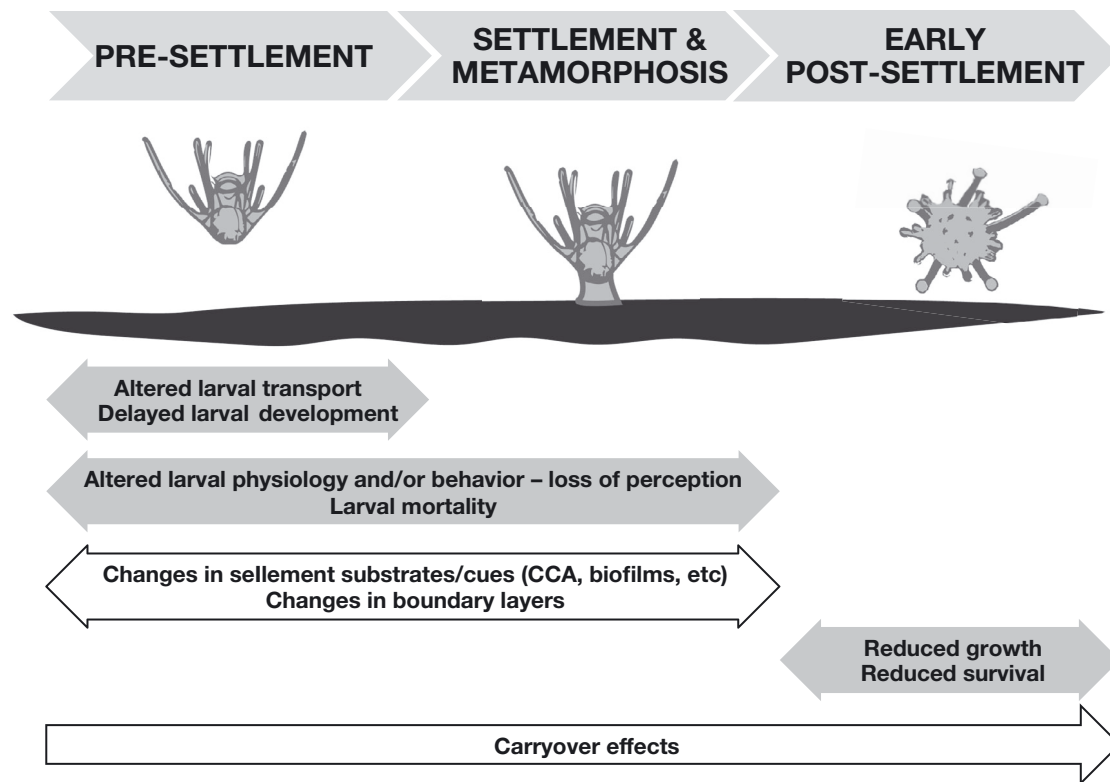 PRE-SETTLEMENT
SETTLEMENT &
METAMORPHOSIS
EARLY
POST-SETTLEMENT
Altered larval transport
Delayed larval development
Altered larval physiology and/or behavior – loss of perception
Larval mortality
Changes in sellement substrates/cues (CCA, biofilms, etc)
Changes in boundary layers
Reduced growth
Reduced survival
Carryover effects